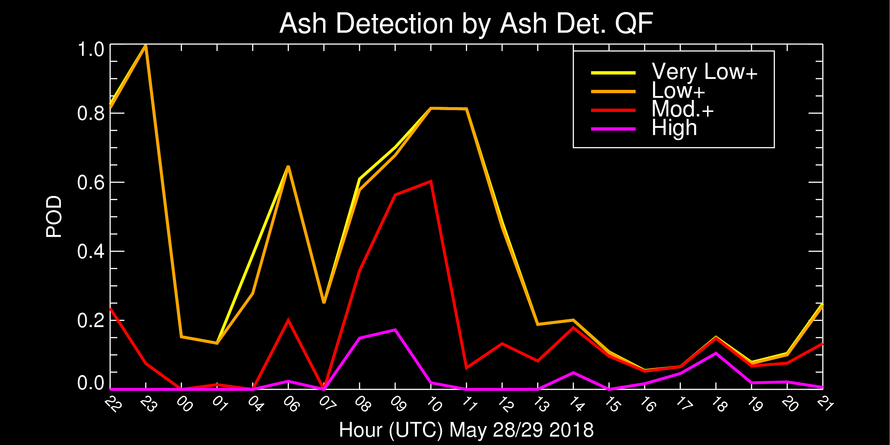 Ash Detection by Ash Det. QF
1.0
0.8
0.6
0.4
0.2
0.0
POD
Very Low+
Low+
Mod.+
High
22 23 00 01 04 06 07 08 09 10 11 12 13 14 15 16 17 18 19 20 21
Hour (UTC) May 28/29 2018